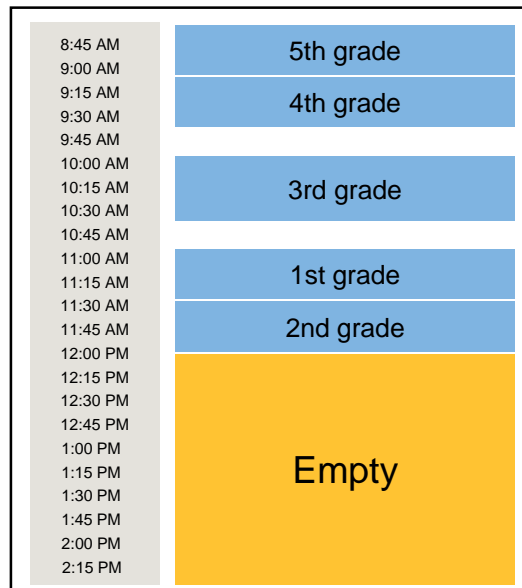 8:45 AM
5th grade
9:00 AM
9:15 AM
4th grade
9:30 AM
9:45 AM
10:00 AM
10:15 AM
3rd grade
10:30 AM
10:45 AM
11:00 AM
1st grade
11:15 AM
11:30 AM
2nd grade
11:45 AM
12:00 PM
12:15 PM
12:30 PM
12:45 PM
1:00 PM
Empty
1:15 PM
1:30 PM
1:45 PM
2:00 PM
2:15 PM